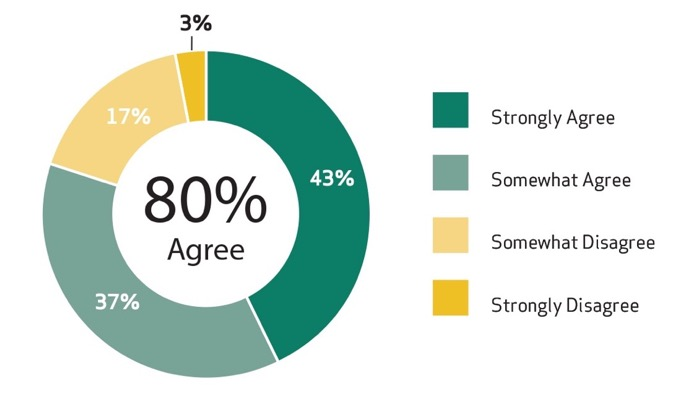 3%
17%
43%
80%
Agree
37%
Strongly Agree
Somewhat Agree
Somewhat Disagree
Strongly Disagree